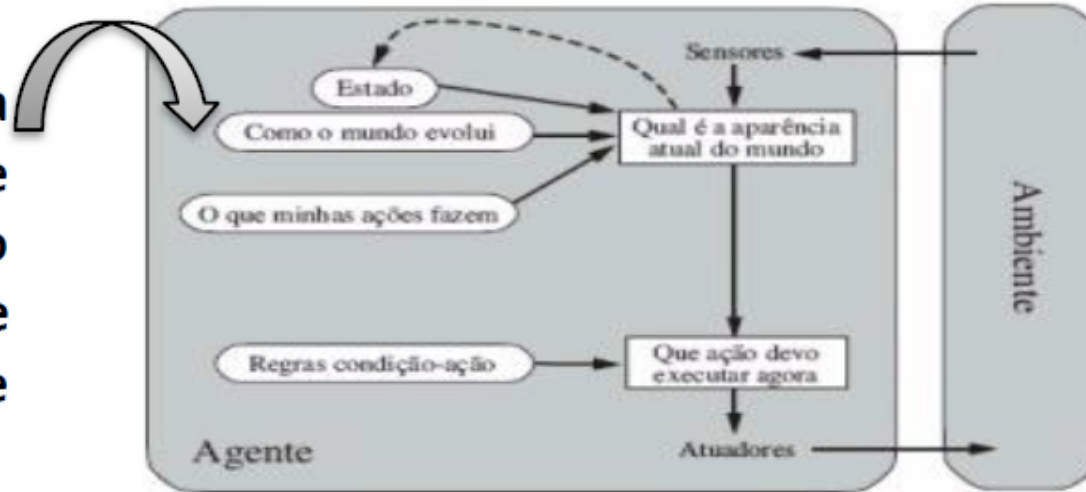 Sensores
Estado
Como o mundo evolui
Qual é a aparência
atual do mundo
O que minhas ações fazem
Ambiente
Regras condição-ação
Que ação devo
executar agora
Agente
Atuadores